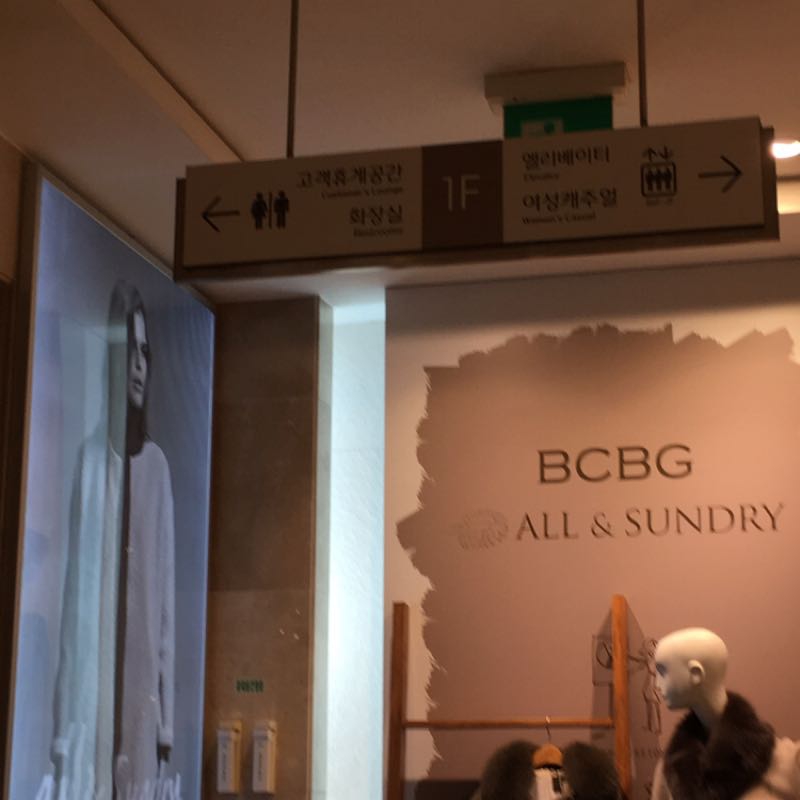 고객휴게공간
Customer's Lounge
화장실
Restrooms
1F
엘리베이터
Elevator
여성캐주얼
Women's Casual
BCBG
ALL & SUNDRY